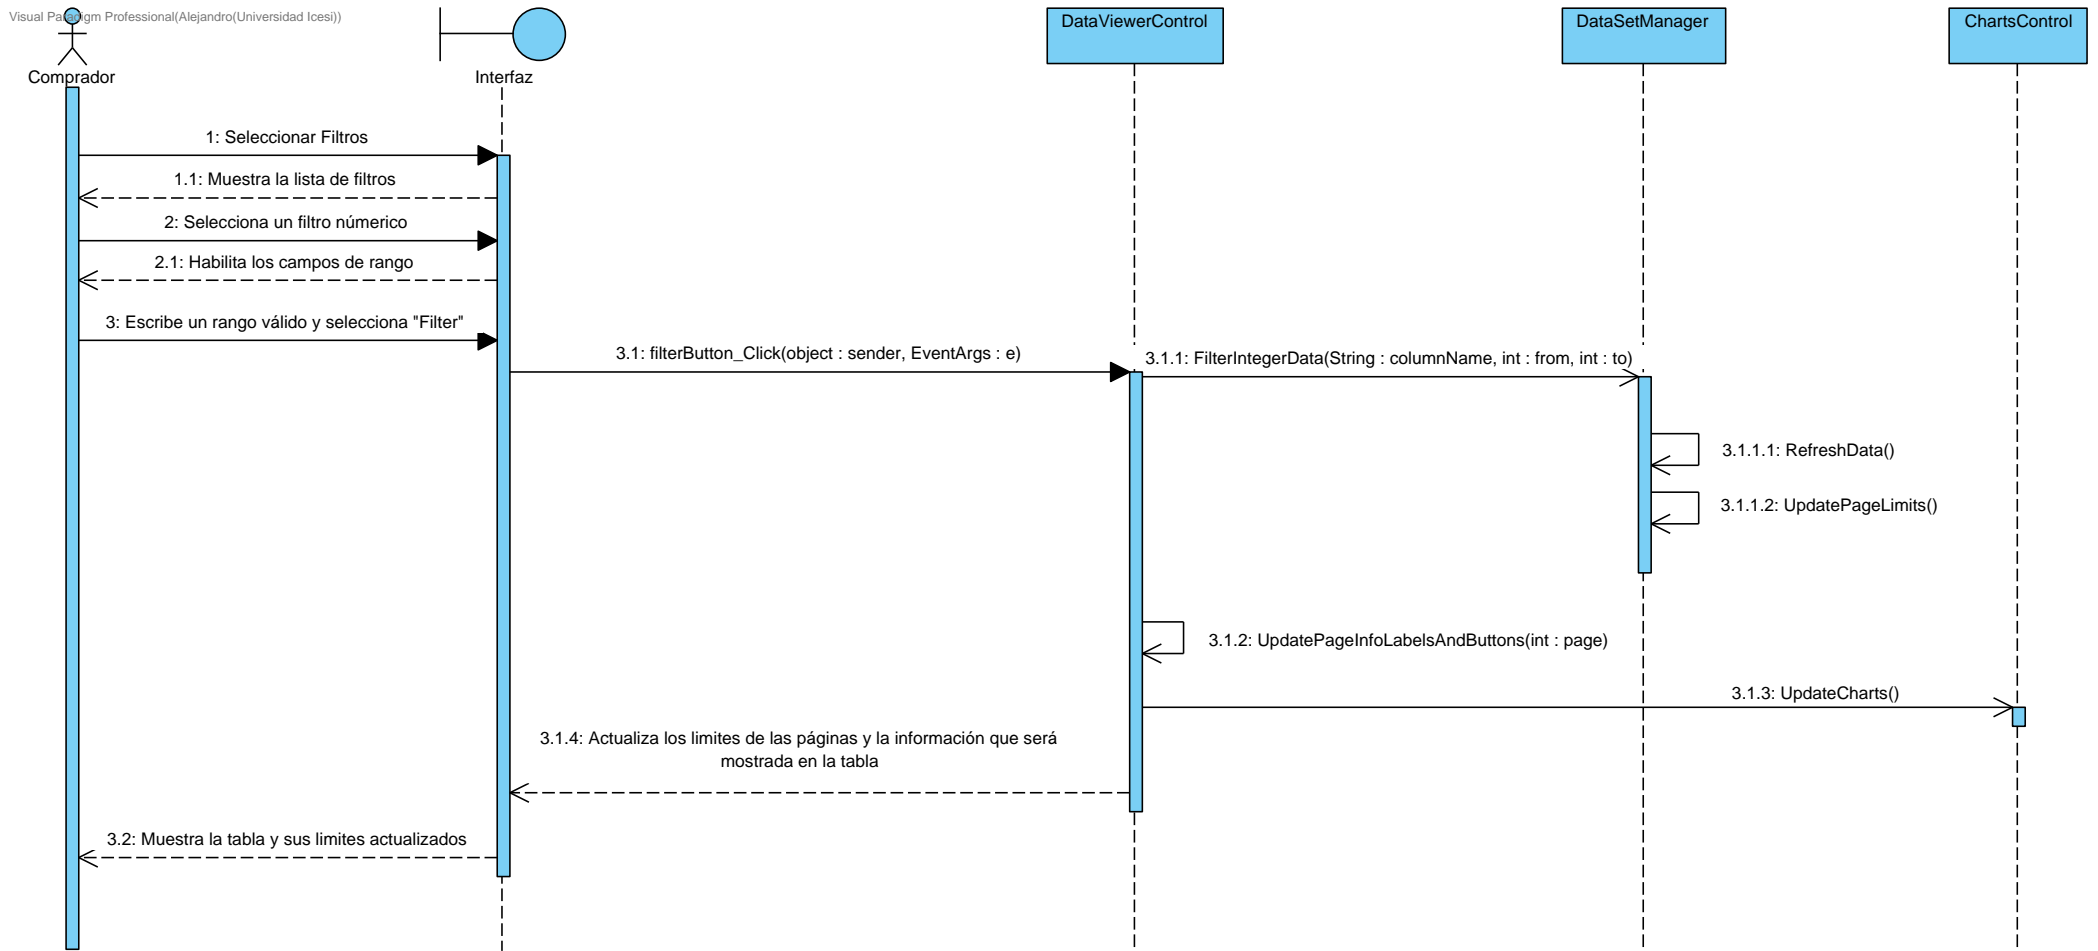 Visual Paradigm Professional(Alejandro(Universidad Icesi))
Comprador
Interfaz
DataViewerControl
DataSetManager
ChartsControl
1: Seleccionar Filtros
1.1: Muestra la lista de filtros
2: Selecciona un filtro númerico
2.1: Habilita los campos de rango
3: Escribe un rango válido y selecciona "Filter"
3.1: filterButton_Click(object : sender, EventArgs : e)
3.1.1: FilterIntegerData(String : columnName, int : from, int : to)
3.1.1.1: RefreshData()
3.1.1.2: UpdatePageLimits()
3.1.2: UpdatePageInfoLabelsAndButtons(int : page)
3.1.3: UpdateCharts()
3.1.4: Actualiza los limites de las páginas y la información que será
mostrada en la tabla
3.2: Muestra la tabla y sus limites actualizados